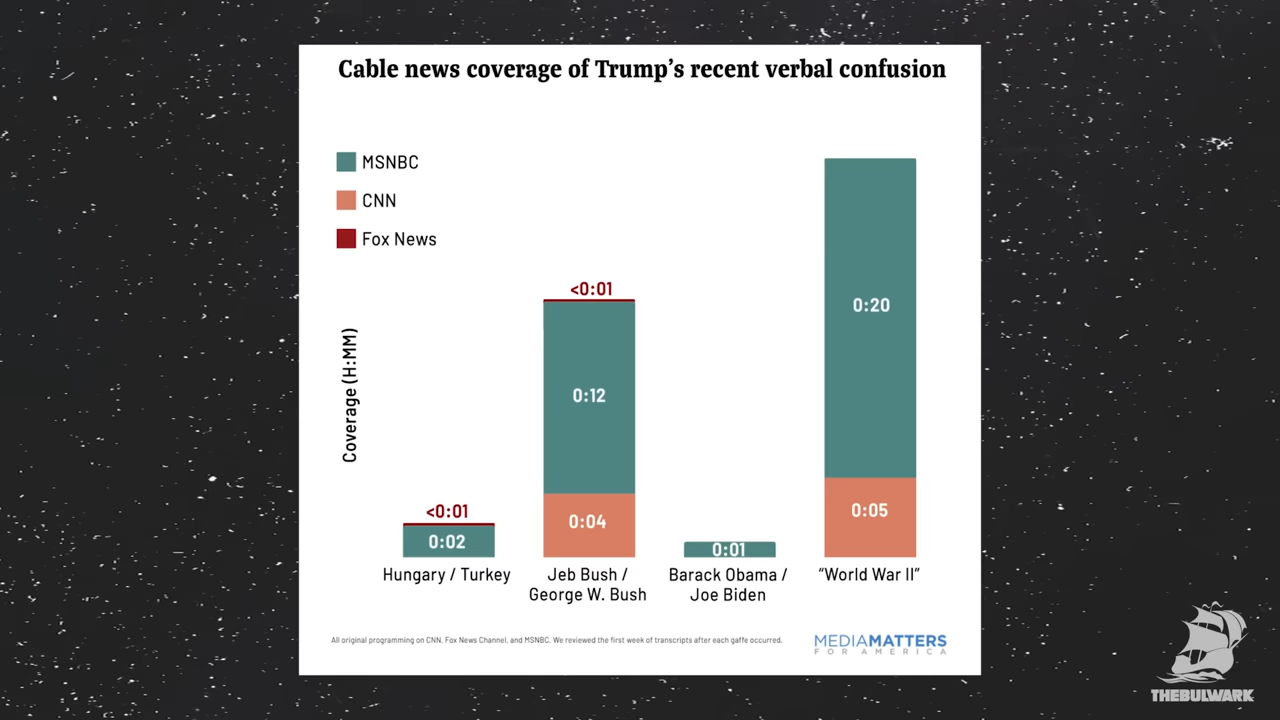 Cable news coverage of Trump’s recent verbal confusion
MSNBC
CNN
Fox News
Coverage (H:MM)
<0:01
0:02
<0:01
0:12
0:04
0:01
0:20
0:05
Hungary / Turkey
Jeb Bush /
George W. Bush
Barack Obama /
Joe Biden
“World War II”
All original programming on CNN, Fox News Channel, and MSNBC. We reviewed the first week of transcripts after each gaffe occurred.
MEDIAMATTERS
FOR AMERICA
THEBULWARK